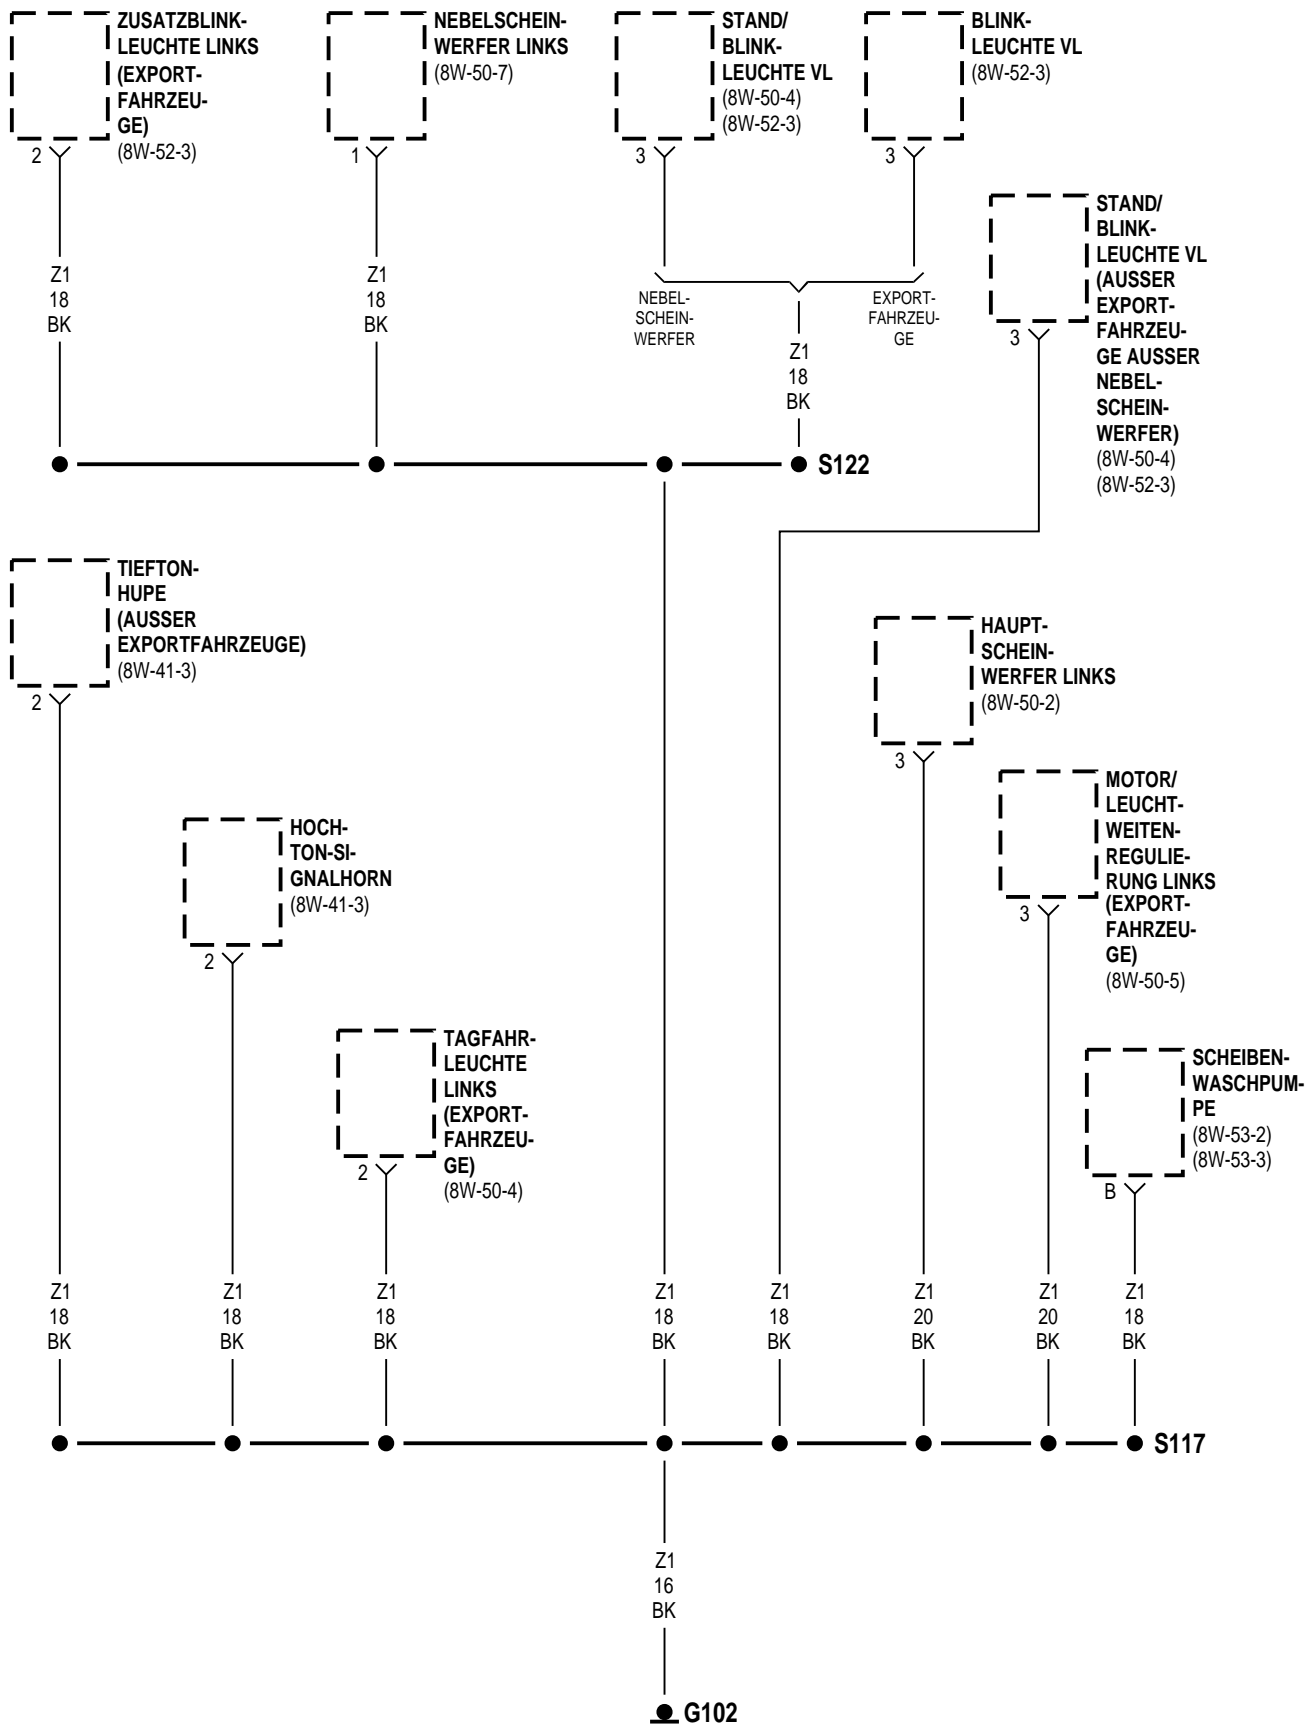 ZUSATZBLINK-
LEUCHTE LINKS
(EXPORT-
FAHRZEU-
GE)
(8W-52-3)
2
NEBELSCHEIN-
WERFER LINKS
(8W-50-7)
1
STAND/
BLINK-
LEUCHTE VL
(8W-50-4)
(8W-52-3)
3
BLINK-
LEUCHTE VL
(8W-52-3)
3
STAND/
BLINK-
LEUCHTE VL
(AUSSER
EXPORT-
FAHRZEU-
GE AUSSER
NEBEL-
SCHEIN-
WERFER)
(8W-50-4)
(8W-52-3)
3
Z1
18
BK
Z1
18
BK
NEBEL-
SCHEIN-
WERFER
EXPORT-
FAHRZEU-
GE
Z1
18
BK
S122
TIEFTON-
HUPE
(AUSSER
EXPORTFAHRZEUGE)
(8W-41-3)
2
HAUPT-
SCHEIN-
WERFER LINKS
(8W-50-2)
3
MOTOR/
LEUCHT-
WEITEN-
REGULIE-
RUNG LINKS
(EXPORT-
FAHRZEU-
GE)
(8W-50-5)
3
HOCH-
TON-SI-
GNALHORN
(8W-41-3)
2
TAGFAHR-
LEUCHTE
LINKS
(EXPORT-
FAHRZEU-
GE)
(8W-50-4)
2
SCHEIBEN-
WASCHPUM-
PE
(8W-53-2)
(8W-53-3)
B
Z1
18
BK
Z1
18
BK
Z1
18
BK
Z1
18
BK
Z1
18
BK
Z1
20
BK
Z1
20
BK
Z1
18
BK
S117
Z1
16
BK
G102